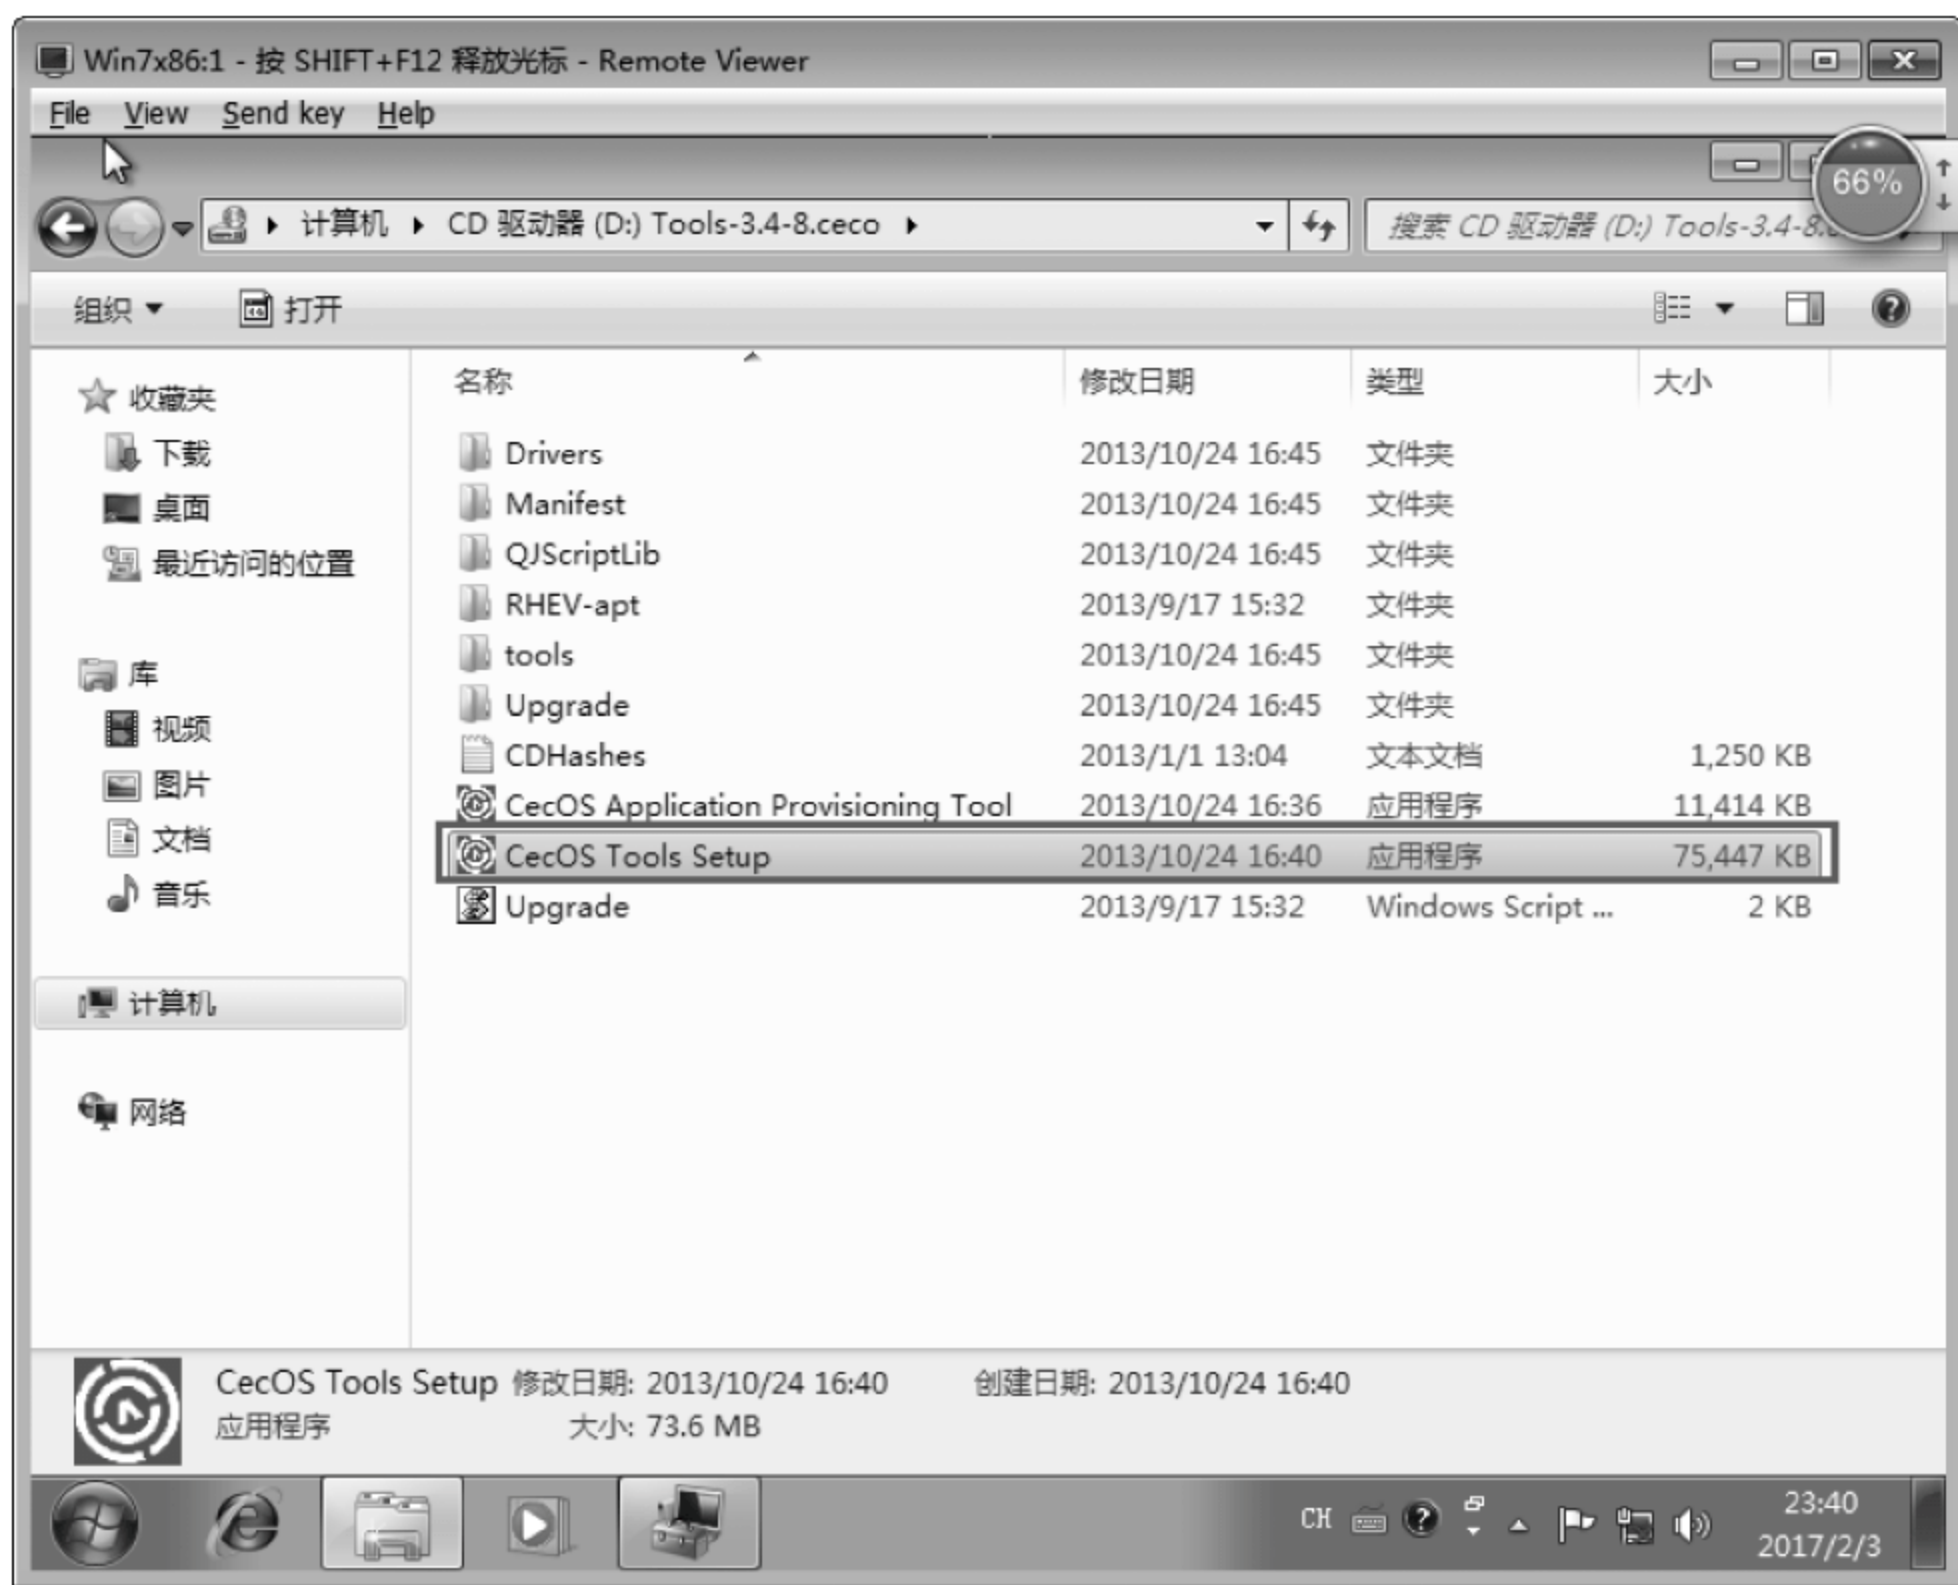 Win7x86:1 - 按 SHIFT+F12 释放光标 - Remote Viewer
File View Send key Help
66%
计算机 CD 驱动器 (D:) Tools-3.4-8.ceco 搜索 CD 驱动器 (D:) Tools-3.4-8.
组织 打开
名称 修改日期 类型 大小
收藏夹
下载
桌面
最近访问的位置
库
视频
图片
文档
音乐
计算机
网络
Drivers 2013/10/24 16:45 文件夹
Manifest 2013/10/24 16:45 文件夹
QJScriptLib 2013/10/24 16:45 文件夹
RHEV-apt 2013/9/17 15:32 文件夹
tools 2013/10/24 16:45 文件夹
Upgrade 2013/10/24 16:45 文件夹
CDHashes 2013/1/1 13:04 文本文档 1,250 KB
CecOS Application Provisioning Tool 2013/10/24 16:36 应用程序 11,414 KB
CecOS Tools Setup 2013/10/24 16:40 应用程序 75,447 KB
Upgrade 2013/9/17 15:32 Windows Script ... 2 KB
CecOS Tools Setup 修改日期: 2013/10/24 16:40 创建日期: 2013/10/24 16:40
应用程序 大小: 73.6 MB
CH 23:40
2017/2/3